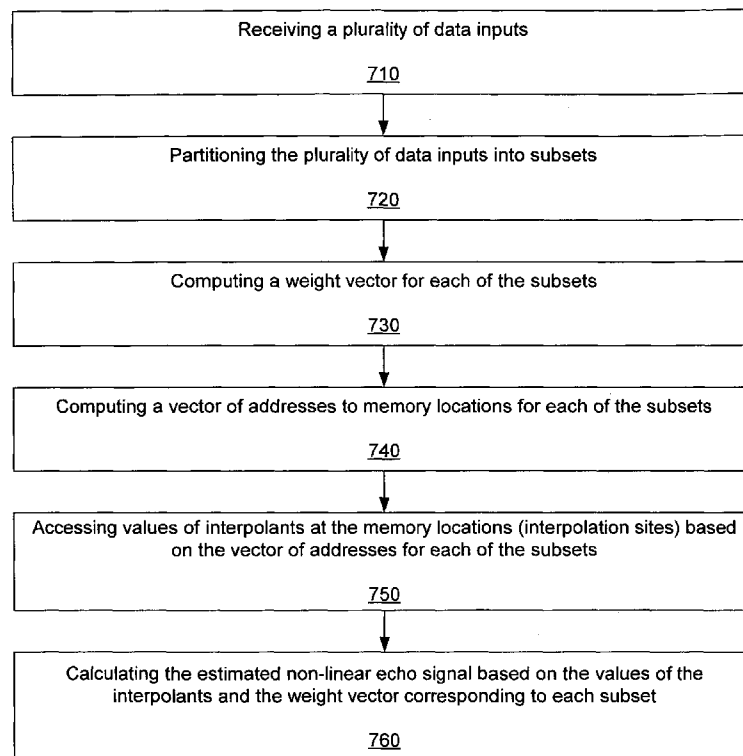 Receiving a plurality of data inputs
710
Partitioning the plurality of data inputs into subsets
720
Computing a weight vector for each of the subsets
730
Computing a vector of addresses to memory locations for each of the subsets
740
Accessing values of interpolants at the memory locations (interpolation sites) based
on the vector of addresses for each of the subsets
750
Calculating the estimated non-linear echo signal based on the values of the
interpolants and the weight vector corresponding to each subset
760